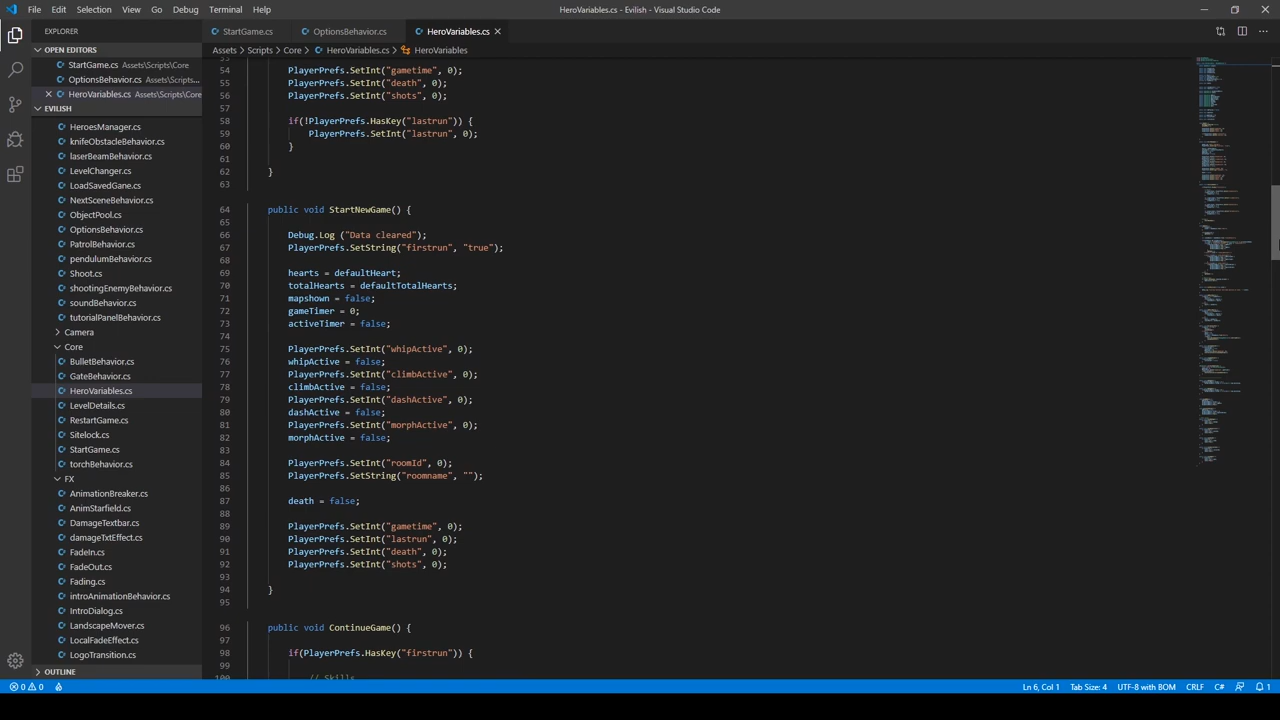 File Edit Selection View Go Debug Terminal Help
HeroVariables.cs - Evilish - Visual Studio Code
EXPLORER
StartGame.cs OptionsBehavior.cs HeroVariables.cs
OPEN EDITORS
Assets > Scripts > Core > HeroVariables.cs > HeroVariables
StartGame.cs Assets\Scripts\Core
OptionsBehavior.cs Assets\Scripts...
HeroVariables.cs Assets\Scripts\Core
EVILISH
HeroesManager.cs
knifeObstacleBehavior.cs
laserBeamBehavior.cs
LevelChanger.cs
LoadSavedGane.cs
NextSceneBehavior.cs
ObjectPool.cs
OptionsBehavior.cs
PatrolBehavior.cs
pendulumBehavior.cs
Shoot.cs
shootingEnemyBehavior.cs
soundBehavior.cs
tutorialPanelBehavior.cs
Camera
Core
BulletBehavior.cs
GateBehavior.cs
HeroVariables.cs
LevelDetails.cs
RestartGame.cs
Sitelock.cs
StartGame.cs
torchBehavior.cs
FX
AnimationBreaker.cs
AnimStarfield.cs
DamageTextbar.cs
damageTxtEffect.cs
FadeIn.cs
FadeOut.cs
Fading.cs
introAnimationBehavior.cs
IntroDialog.cs
LandscapeMover.cs
LocalFadeEffect.cs
LogoTransition.cs
OUTLINE
53
54 PlayerPrefs.SetInt("gametime", 0);
55 PlayerPrefs.SetInt("death", 0);
56 PlayerPrefs.SetInt("shots", 0);
57
58 if(!PlayerPrefs.HasKey("lastrun")) {
59 PlayerPrefs.SetInt("lastrun", 0);
60 }
61
62 }
63
64 public void StartNewGame() {
65
66 Debug.Log ("Data cleared");
67 PlayerPrefs.SetString("firstrun", "true");
68
69 hearts = defaultHeart;
70 totalHearts = defaultTotalHearts;
71 mapshown = false;
72 gameTimer = 0;
73 activeTimer = false;
74
75 PlayerPrefs.SetInt("whipActive", 0);
76 whipActive = false;
77 PlayerPrefs.SetInt("climbActive", 0);
78 climbActive = false;
79 PlayerPrefs.SetInt("dashActive", 0);
80 dashActive = false;
81 PlayerPrefs.SetInt("morphActive", 0);
82 morphActive = false;
83
84 PlayerPrefs.SetInt("roomId", 0);
85 PlayerPrefs.SetString("roomname", "");
86
87 death = false;
88
89 PlayerPrefs.SetInt("gametime", 0);
90 PlayerPrefs.SetInt("lastrun", 0);
91 PlayerPrefs.SetInt("death", 0);
92 PlayerPrefs.SetInt("shots", 0);
93
94 }
95
96 public void ContinueGame() {
97
98 if(PlayerPrefs.HasKey("firstrun")) {
99
100 // Skills
0 0 Ln 6, Col 1 Tab Size: 4 UTF-8 with BOM CRLF C# 1